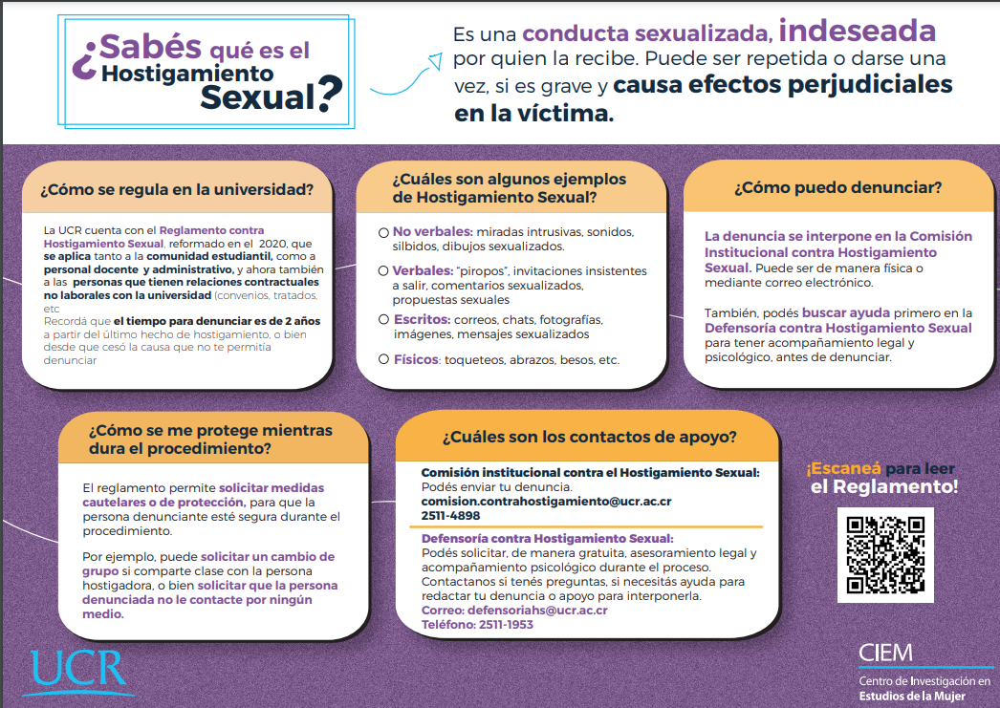 ¿Sabés qué es el
Hostigamiento
Sexual?
Es una conducta sexualizada, indeseada
por quien la recibe. Puede ser repetida o darse una
vez, si es grave y causa efectos perjudiciales
en la víctima.
¿Cómo se regula en la universidad?
La UCR cuenta con el Reglamento contra
Hostigamiento Sexual, reformado en el 2020, que
se aplica tanto a la comunidad estudiantil, como a
personal docente y administrativo, y ahora también
a las personas que tienen relaciones contractuales
no laborales con la universidad (convenios, tratados,
etc
Recordá que el tiempo para denunciar es de 2 años
a partir del último hecho de hostigamiento, o bien
desde que cesó la causa que no te permitía
denunciar
¿Cuáles son algunos ejemplos
de Hostigamiento Sexual?
No verbales: miradas intrusivas, sonidos,
silbidos, dibujos sexualizados.
Verbales: “piropos”, invitaciones insistentes
a salir, comentarios sexualizados,
propuestas sexuales
Escritos: correos, chats, fotografías,
imágenes, mensajes sexualizados
Físicos: toqueteos, abrazos, besos, etc.
¿Cómo puedo denunciar?
La denuncia se interpone en la Comisión
Institucional contra Hostigamiento
Sexual. Puede ser de manera física o
mediante correo electrónico.
También, podés buscar ayuda primero en la
Defensoría contra Hostigamiento Sexual
para tener acompañamiento legal y
psicológico, antes de denunciar.
¿Cómo se me protege mientras
dura el procedimiento?
El reglamento permite solicitar medidas
cautelares o de protección, para que la
persona denunciante esté segura durante el
procedimiento.
Por ejemplo, puede solicitar un cambio de
grupo si comparte clase con la persona
hostigadora, o bien solicitar que la persona
denunciada no le contacte por ningún
medio.
¿Cuáles son los contactos de apoyo?
Comisión institucional contra el Hostigamiento Sexual:
Podés enviar tu denuncia.
comision.contrahostigamiento@ucr.ac.cr
2511-4898
Defensoría contra Hostigamiento Sexual:
Podés solicitar, de manera gratuita, asesoramiento legal y
acompañamiento psicológico durante el proceso.
Contactanos si tenés preguntas, si necesitás ayuda para
redactar tu denuncia o apoyo para interponerla.
Correo: defensoriahs@ucr.ac.cr
Teléfono: 2511-1953
¡Escaneá para leer
el Reglamento!
UCR
CIEM
Centro de Investigación en
Estudios de la Mujer